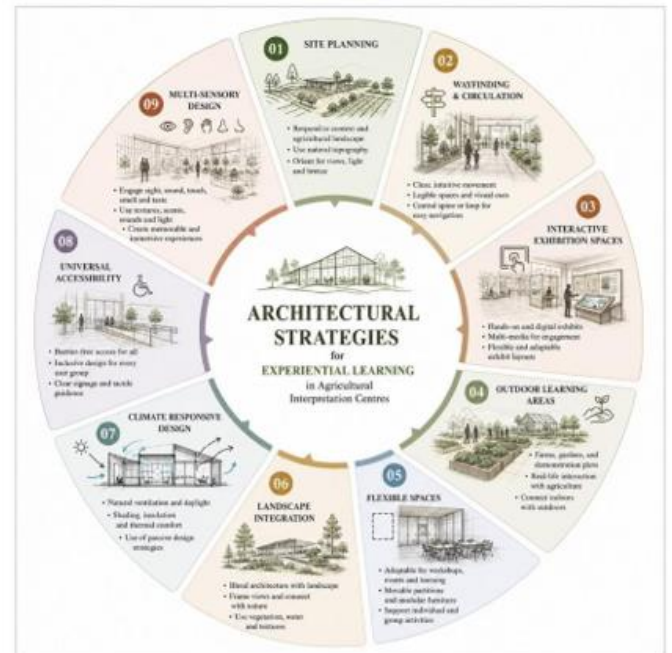 ARCHITECTURAL
STRATEGIES
for
EXPERIENTIAL LEARNING
in Agricultural
Interpretation Centres
01
SITE PLANNING
• Respond to context and
agricultural landscape
• Use natural topography
• Orient for views, light
and breeze
02
WAYFINDING
& CIRCULATION
• Clear, intuitive movement
• Legible spaces and visual cues
• Central spine or loop for
easy navigation
03
INTERACTIVE
EXHIBITION SPACES
• Hands-on and digital exhibits
• Multi-media for engagement
• Flexible and adaptable
exhibit layouts
04
OUTDOOR LEARNING
AREAS
• Farms, gardens, and
demonstration plots
• Real-life interaction
with agriculture
• Connect indoors
with outdoors
05
FLEXIBLE SPACES
• Adaptable for workshops,
events and
• Movable partitions
and modular furniture
• Support individual and
group activities
06
LANDSCAPE
INTEGRATION
• Blend architecture with landscape
• Frame views and connect
with nature
• Use vegetation, water
and textures
07
CLIMATE RESPONSIVE
DESIGN
• Natural ventilation and daylight
• Shading, insulation
and thermal comfort
• Use of passive design
strategies
08
UNIVERSAL
ACCESSIBILITY
• Barrier-free access for all
• Inclusive design for every
user group
• Clear signage and tactile
guidance
09
MULTI-SENSORY
DESIGN
• Engage sight, sound, touch,
smell and taste
• Use textures, scents,
sounds and light
• Create memorable and
immersive experiences